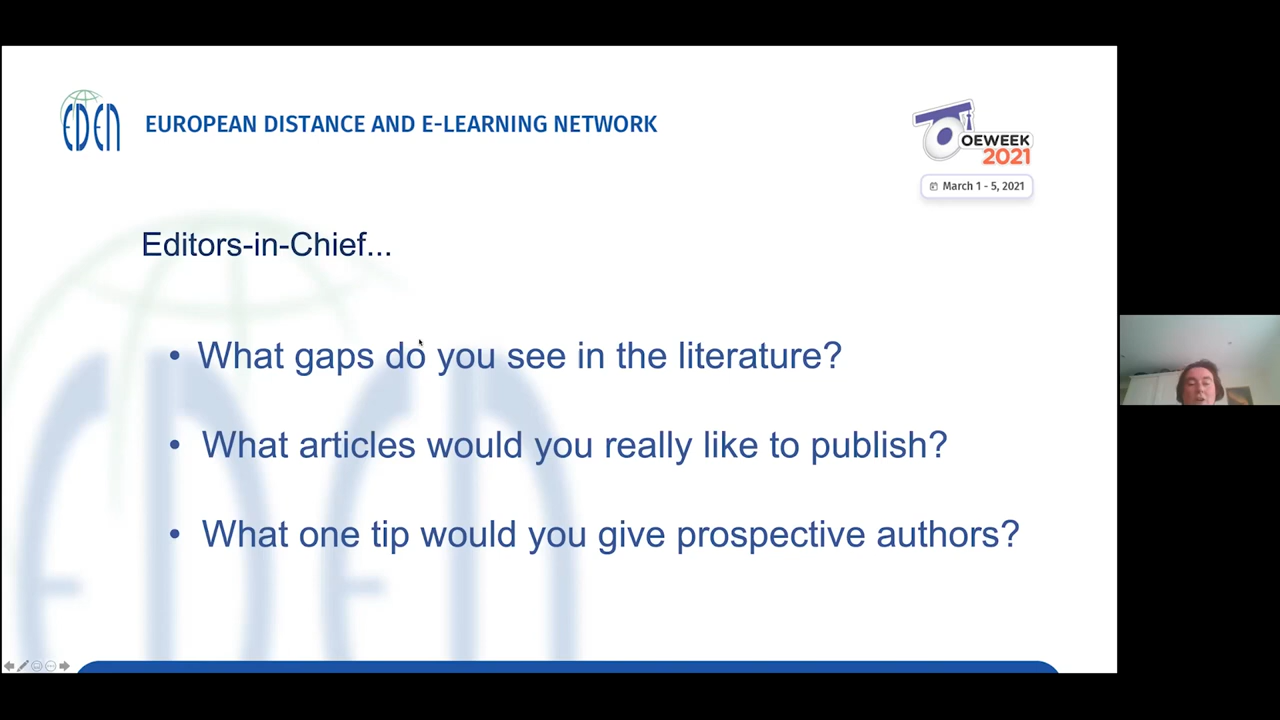 EDEN
EUROPEAN DISTANCE AND E-LEARNING NETWORK
OEWEEK
2021
March 1 - 5, 2021
Editors-in-Chief...
• What gaps do you see in the literature?
• What articles would you really like to publish?
• What one tip would you give prospective authors?